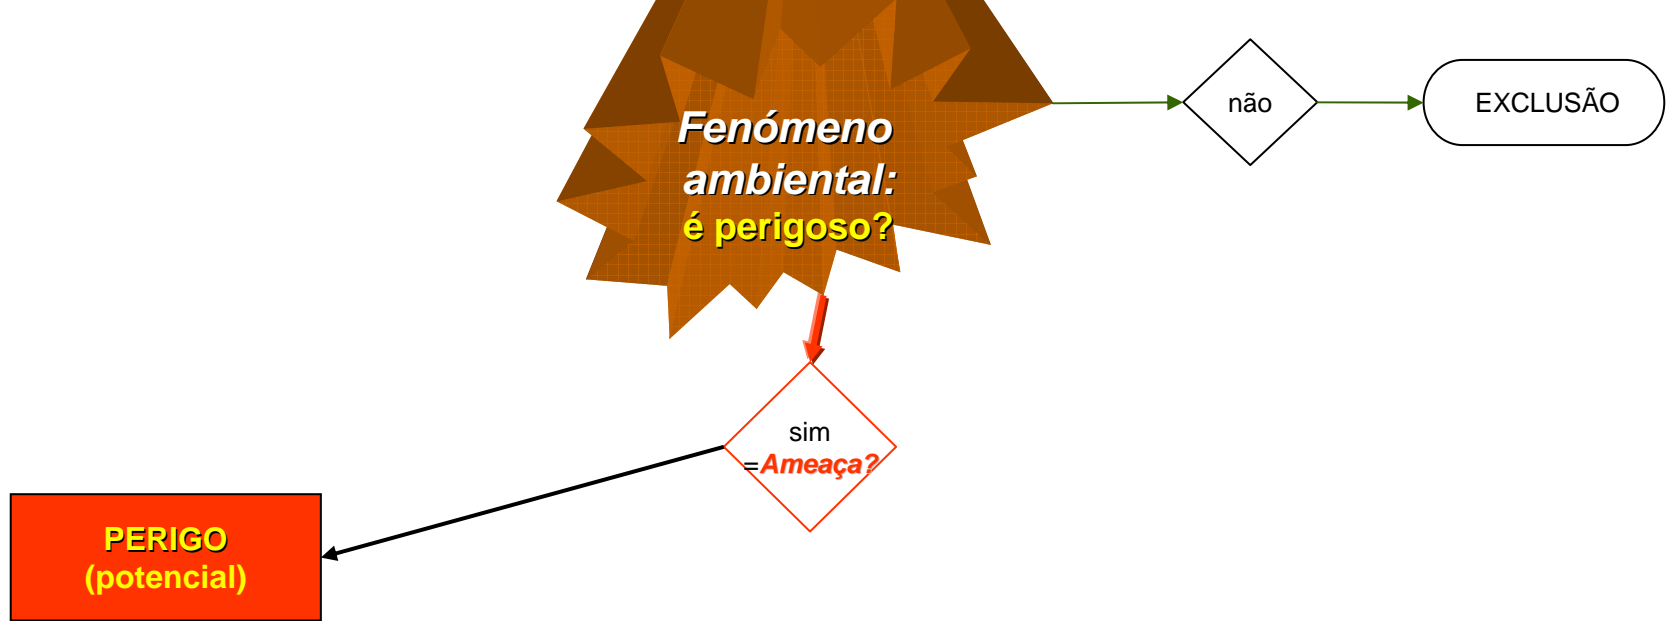 Fenómeno
ambiental:
é perigoso?
não
EXCLUSÃO
sim
=Ameaça?
PERIGO
(potencial)